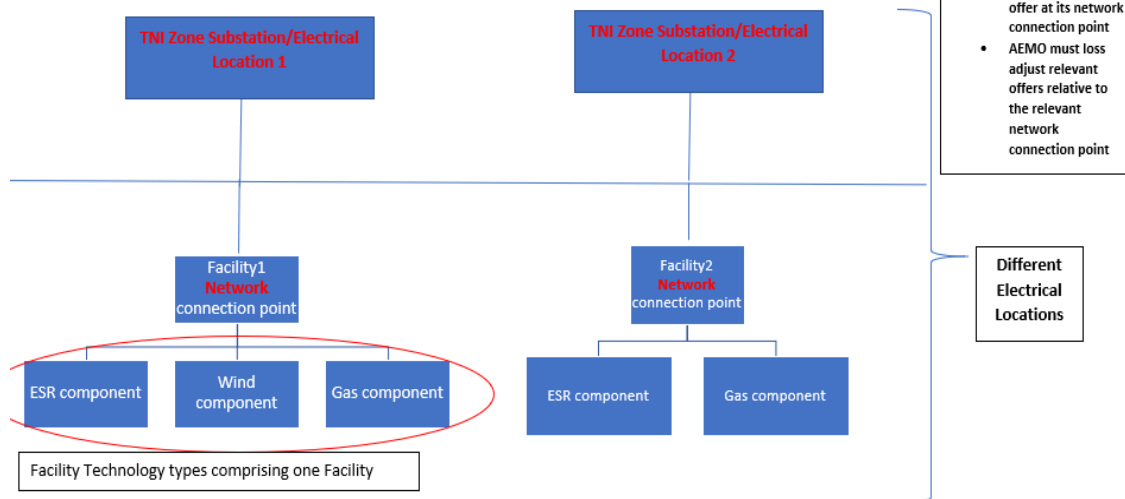 TNI Zone Substation/Electrical
Location 1
TNI Zone Substation/Electrical
Location 2
offer at its network
connection point
• AEMO must loss
adjust relevant
offers relative to
the relevant
network
connection point
Facility1
Network
connection point
Facility2
Network
connection point
Different
Electrical
Locations
ESR component
Wind
component
Gas component
ESR component
Gas component
Facility Technology types comprising one Facility